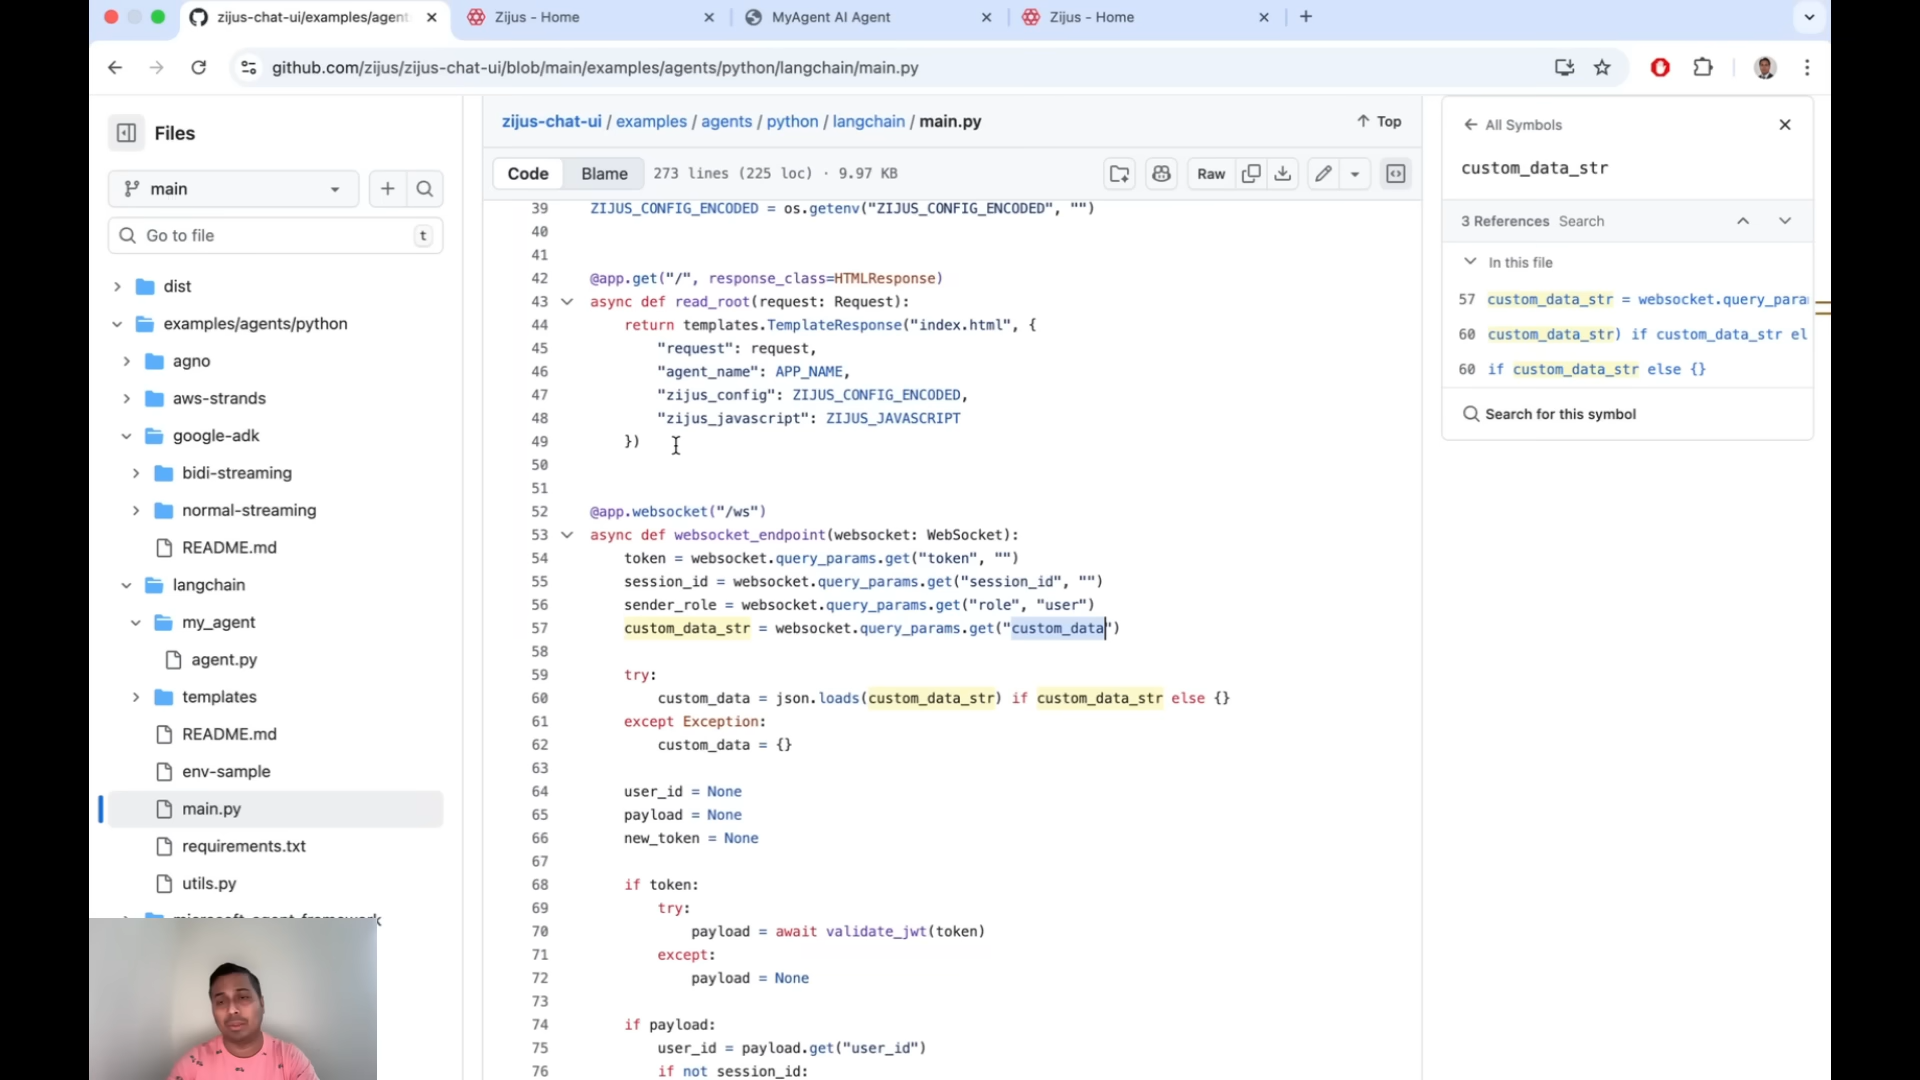 zijus-chat-ui/examples/agent
Zijus - Home
MyAgent AI Agent
Zijus - Home
github.com/zijus/zijus-chat-ui/blob/main/examples/agents/python/langchain/main.py
Files
main
Go to file
t
dist
examples/agents/python
agno
aws-strands
google-adk
bidi-streaming
normal-streaming
README.md
langchain
my_agent
agent.py
templates
README.md
env-sample
main.py
requirements.txt
utils.py
microsoft-agent-framework
zijus-chat-ui / examples / agents / python / langchain / main.py
Top
Code
Blame
273 lines (225 loc) · 9.97 KB
Raw
39 ZIJUS_CONFIG_ENCODED = os.getenv("ZIJUS_CONFIG_ENCODED", "")
40
41
42 @app.get("/", response_class=HTMLResponse)
43 async def read_root(request: Request):
44 return templates.TemplateResponse("index.html", {
45 "request": request,
46 "agent_name": APP_NAME,
47 "zijus_config": ZIJUS_CONFIG_ENCODED,
48 "zijus_javascript": ZIJUS_JAVASCRIPT
49 })
50
51
52 @app.websocket("/ws")
53 async def websocket_endpoint(websocket: WebSocket):
54 token = websocket.query_params.get("token", "")
55 session_id = websocket.query_params.get("session_id", "")
56 sender_role = websocket.query_params.get("role", "user")
57 custom_data_str = websocket.query_params.get("custom_data")
58
59 try:
60 custom_data = json.loads(custom_data_str) if custom_data_str else {}
61 except Exception:
62 custom_data = {}
63
64 user_id = None
65 payload = None
66 new_token = None
67
68 if token:
69 try:
70 payload = await validate_jwt(token)
71 except:
72 payload = None
73
74 if payload:
75 user_id = payload.get("user_id")
76 if not session_id:
All Symbols
custom_data_str
3 References Search
In this file
57 custom_data_str = websocket.query_para
60 custom_data_str) if custom_data_str el
60 if custom_data_str else {}
Search for this symbol